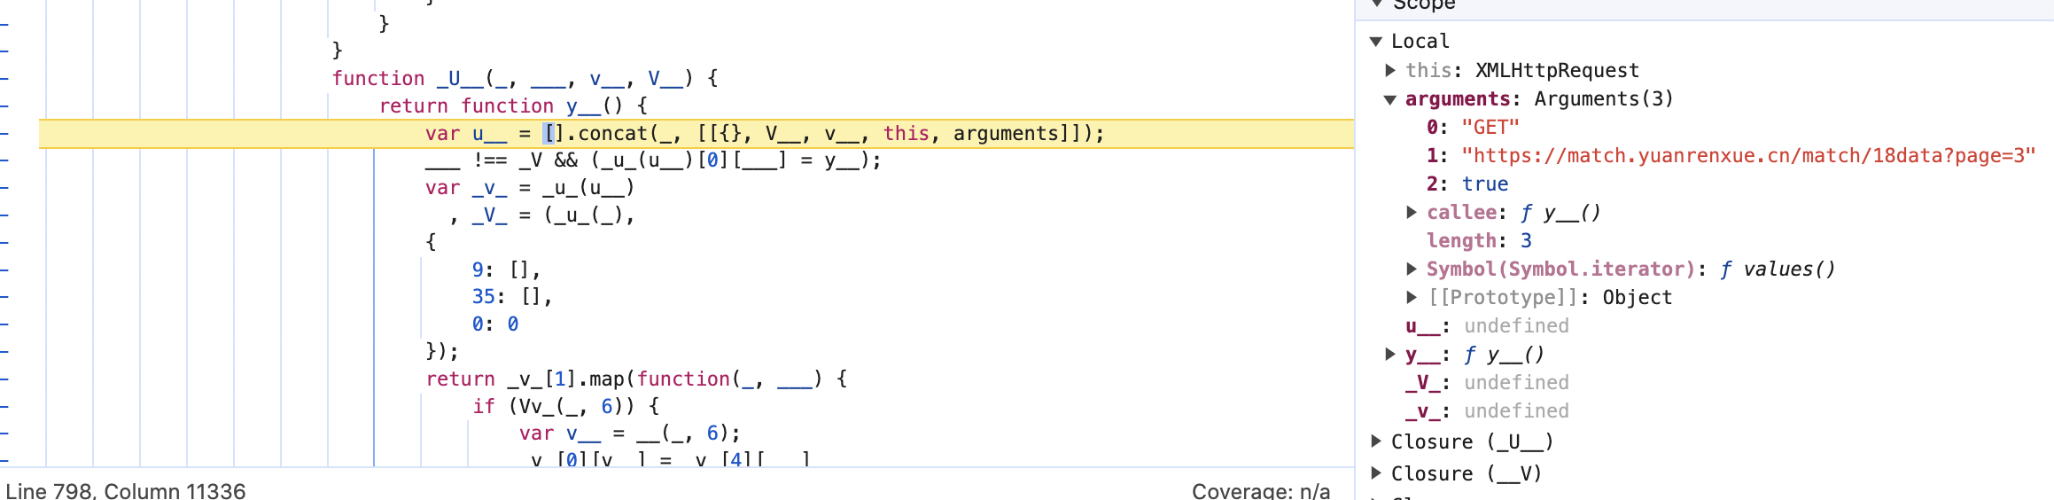 }
}
function _U__(_, ___, v__, V__) {
return function y__() {
var u__ = [].concat(_, [[{}, V__, v__, this, arguments]]);
___ !== _V && (_u_(u__)[0][___] = y__);
var _v_ = _u_(u__)
, _V_ = (_u_(_),
{
9: [],
35: [],
0: 0
});
return _v_[1].map(function(_, ___) {
if (Vv_(_, 6)) {
var v__ = __(_, 6);
Line 798, Column 11336
Coverage: n/a
Scope
Local
this: XMLHttpRequest
arguments: Arguments(3)
0: "GET"
1: "https://match.yuanrenxue.cn/match/18data?page=3"
2: true
callee: ƒ y__()
length: 3
Symbol(Symbol.iterator): ƒ values()
[[Prototype]]: Object
u__: undefined
y__: ƒ y__()
_V_: undefined
_v_: undefined
Closure (_U__)
Closure (__V)